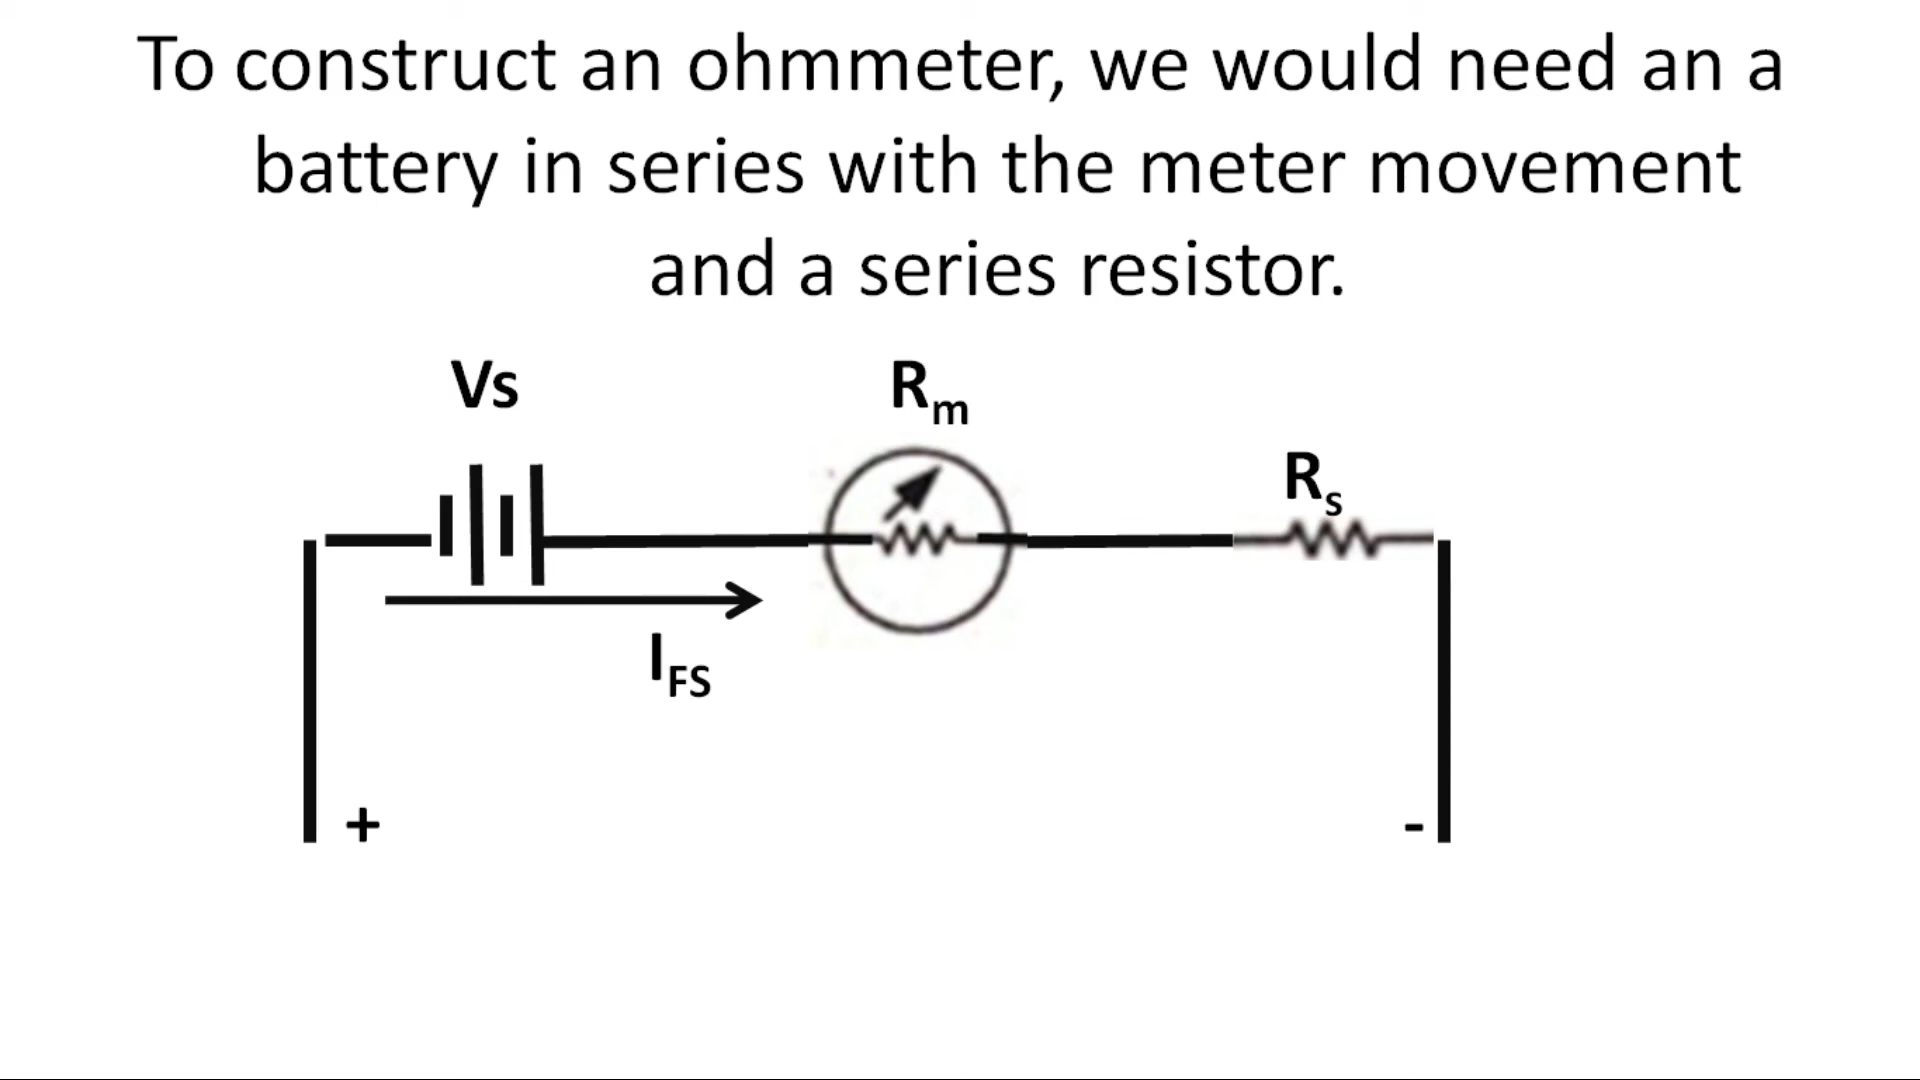 To construct an ohmmeter, we would need an a
battery in series with the meter movement
and a series resistor.
Vs
Rm
Rs
IFS
+
-